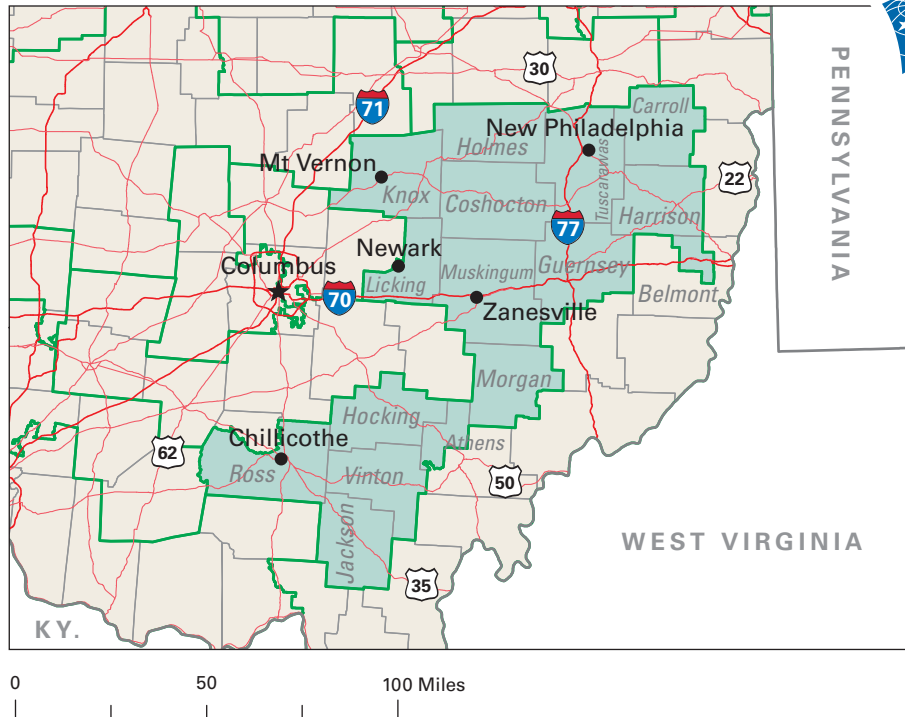 30
PENNSYLVANIA
71
Carroll
New Philadelphia
Holmes
Mt Vernon
Tuscarawas
22
Knox
Coshocton
Harrison
77
Newark
Columbus
Muskingum
Guernsey
Licking
70
Belmont
Zanesville
Morgan
Hocking
Chillicothe
Athens
62
Ross
Vinton
50
Jackson
WEST VIRGINIA
35
KY.
0 50 100 Miles